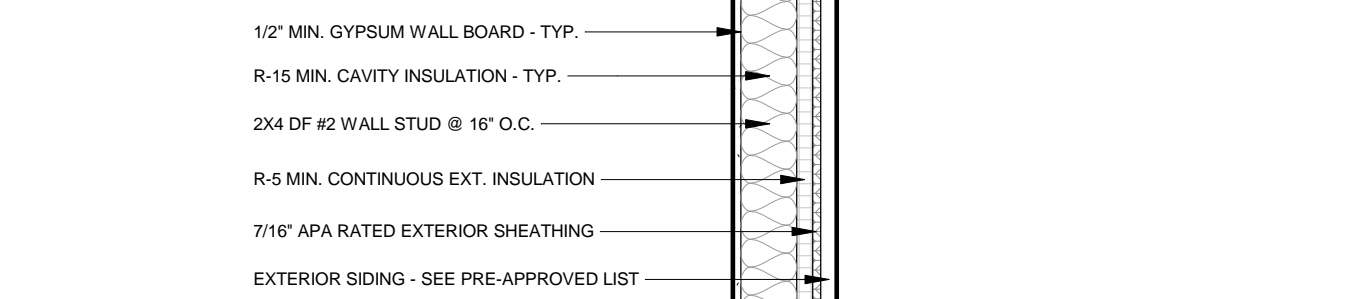 1/2" MIN. GYPSUM WALL BOARD - TYP.
R-15 MIN. CAVITY INSULATION - TYP.
2X4 DF #2 WALL STUD @ 16" O.C.
R-5 MIN. CONTINUOUS EXT. INSULATION
7/16" APA RATED EXTERIOR SHEATHING
EXTERIOR SIDING - SEE PRE-APPROVED LIST